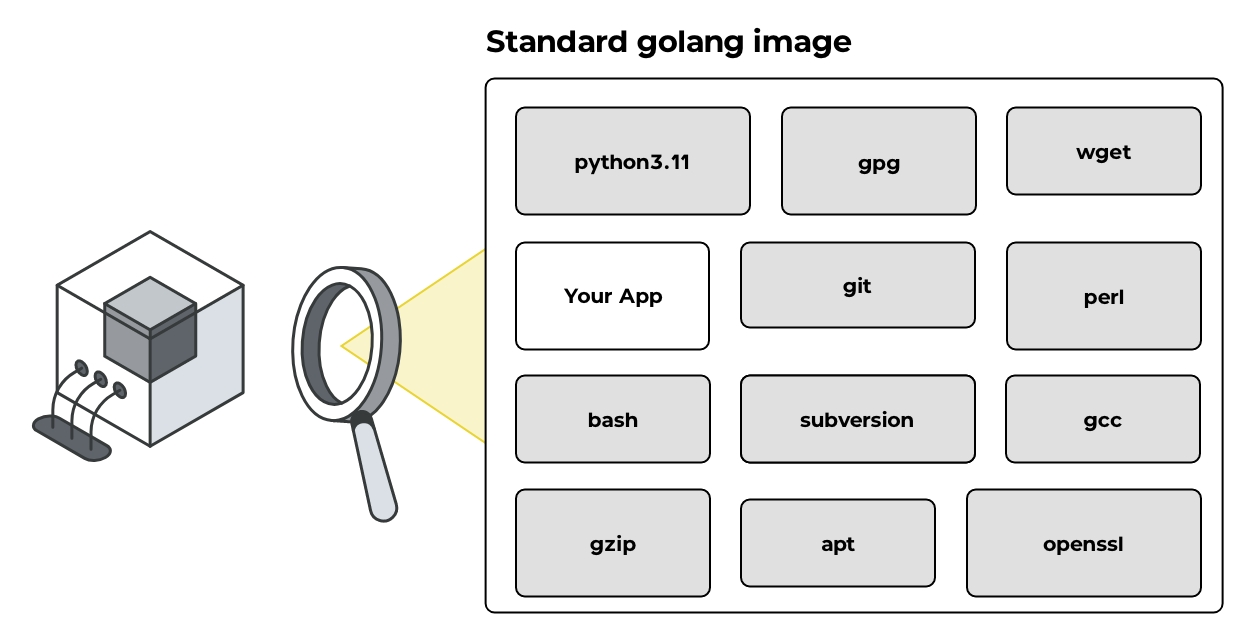 Standard golang image
python3.11
gpg
wget
Your App
git
perl
bash
subversion
gcc
gzip
apt
openssl